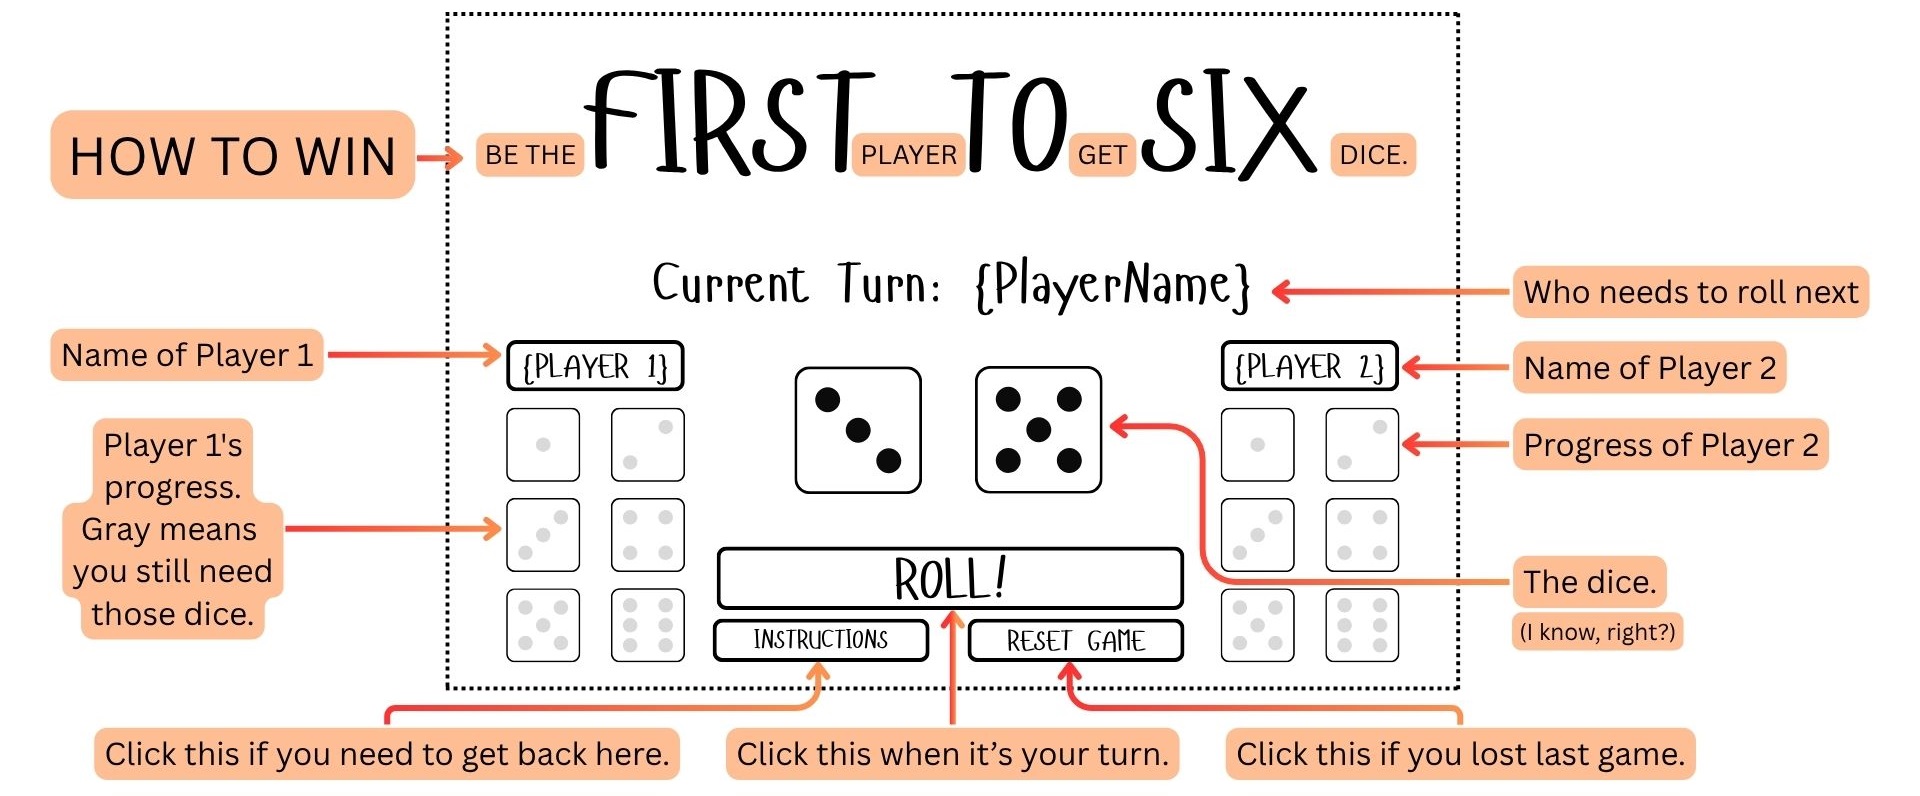 HOW TO WIN
BE THE FIRST PLAYER TO GET SIX DICE.
Current Turn: {PlayerName}
Who needs to roll next
Name of Player 1
{PLAYER 1}
{PLAYER 2}
Name of Player 2
Player 1's
progress.
Gray means
you still need
those dice.
Progress of Player 2
ROLL!
The dice.
(I know, right?)
INSTRUCTIONS
RESET GAME
Click this if you need to get back here.
Click this when it’s your turn.
Click this if you lost last game.